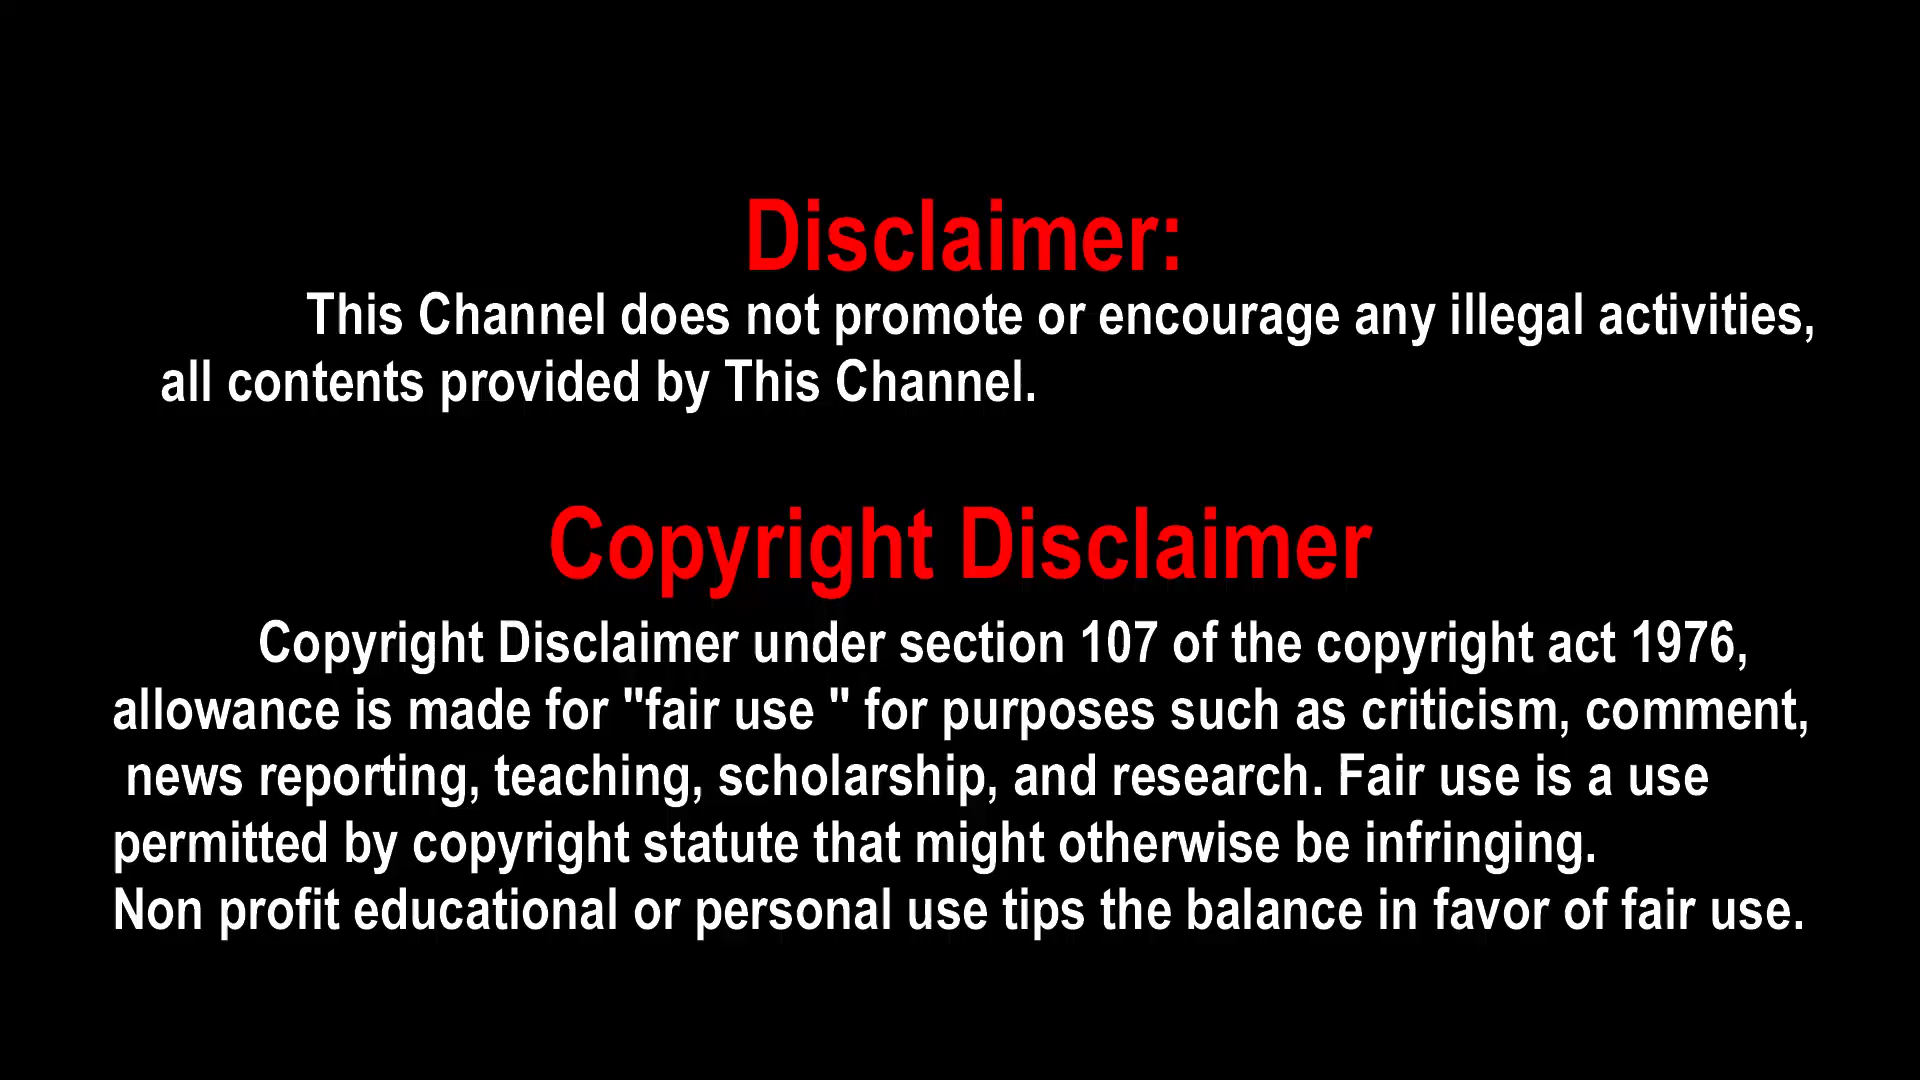 Disclaimer:
This Channel does not promote or encourage any illegal activities,
all contents provided by This Channel.
Copyright Disclaimer
Copyright Disclaimer under section 107 of the copyright act 1976,
allowance is made for "fair use " for purposes such as criticism, comment,
news reporting, teaching, scholarship, and research. Fair use is a use
permitted by copyright statute that might otherwise be infringing.
Non profit educational or personal use tips the balance in favor of fair use.